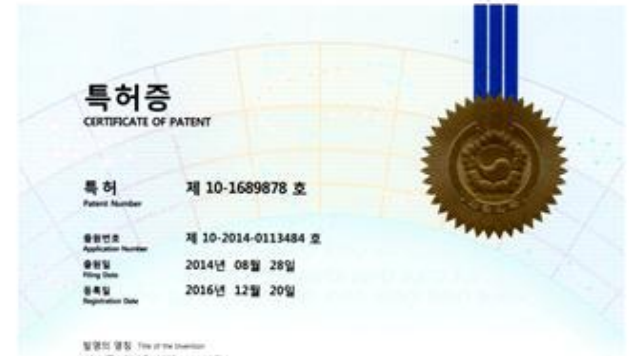 특허증
CERTIFICATE OF PATENT
특 허 제 10-1689878 호
Patent Number
출원번호 제 10-2014-0113484 호
Application Number
출원일 2014년 08월 28일
Filing Date
등록일 2016년 12월 20일
Registration Date
발명의 명칭 Title of the Invention